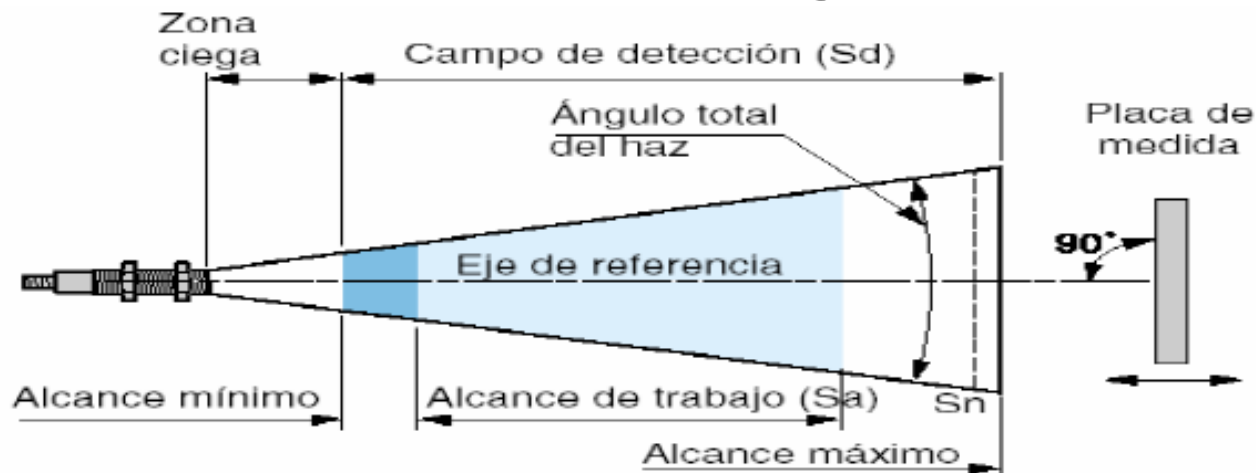 Zona
ciega
Campo de detección (Sd)
Ángulo total
del haz
Placa de
medida
90°
Eje de referencia
Alcance mínimo
Alcance de trabajo (Sa)
Sn
Alcance máximo